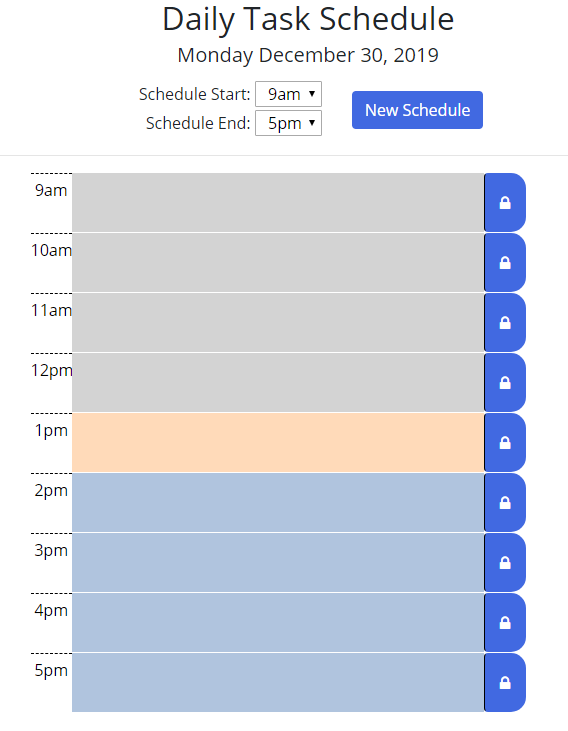 Daily Task Schedule
Monday December 30, 2019
Schedule Start: 9am
Schedule End: 5pm
New Schedule
9am
10am
11am
12pm
1pm
2pm
3pm
4pm
5pm